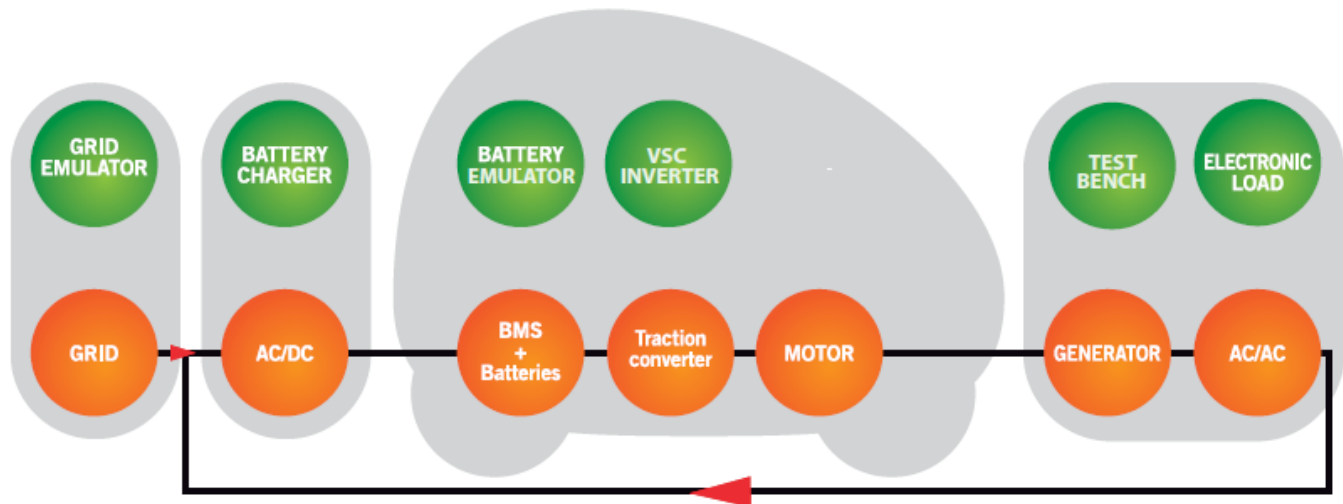 GRID
EMULATOR
BATTERY
CHARGER
BATTERY
EMULATOR
VSC
INVERTER
TEST
BENCH
ELECTRONIC
LOAD
GRID
AC/DC
BMS
+
Batteries
Traction
converter
MOTOR
GENERATOR
AC/AC